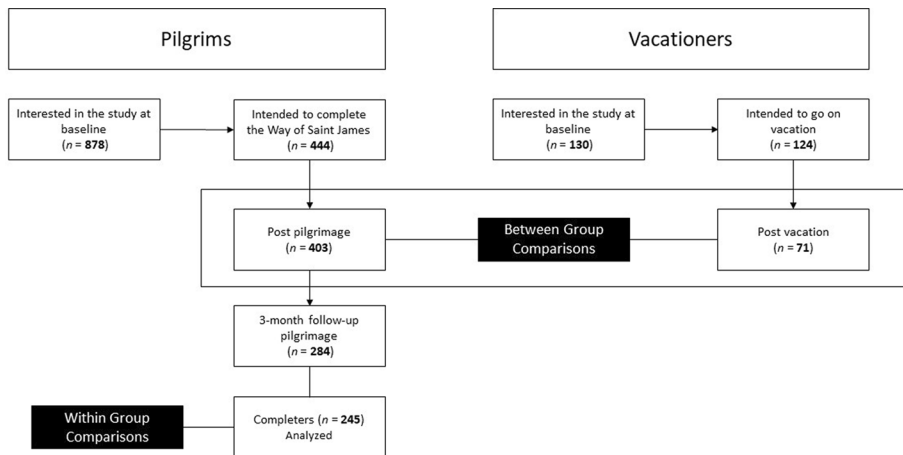 Pilgrims
Vacationers
Interested in the study at
baseline
(n = 878)
Intended to complete
the Way of Saint James
(n = 444)
Interested in the study at
baseline
(n = 130)
Intended to go on
vacation
(n = 124)
Post pilgrimage
(n = 403)
Between Group
Comparisons
Post vacation
(n = 71)
3-month follow-up
pilgrimage
(n = 284)
Within Group
Comparisons
Completers (n = 245)
Analyzed